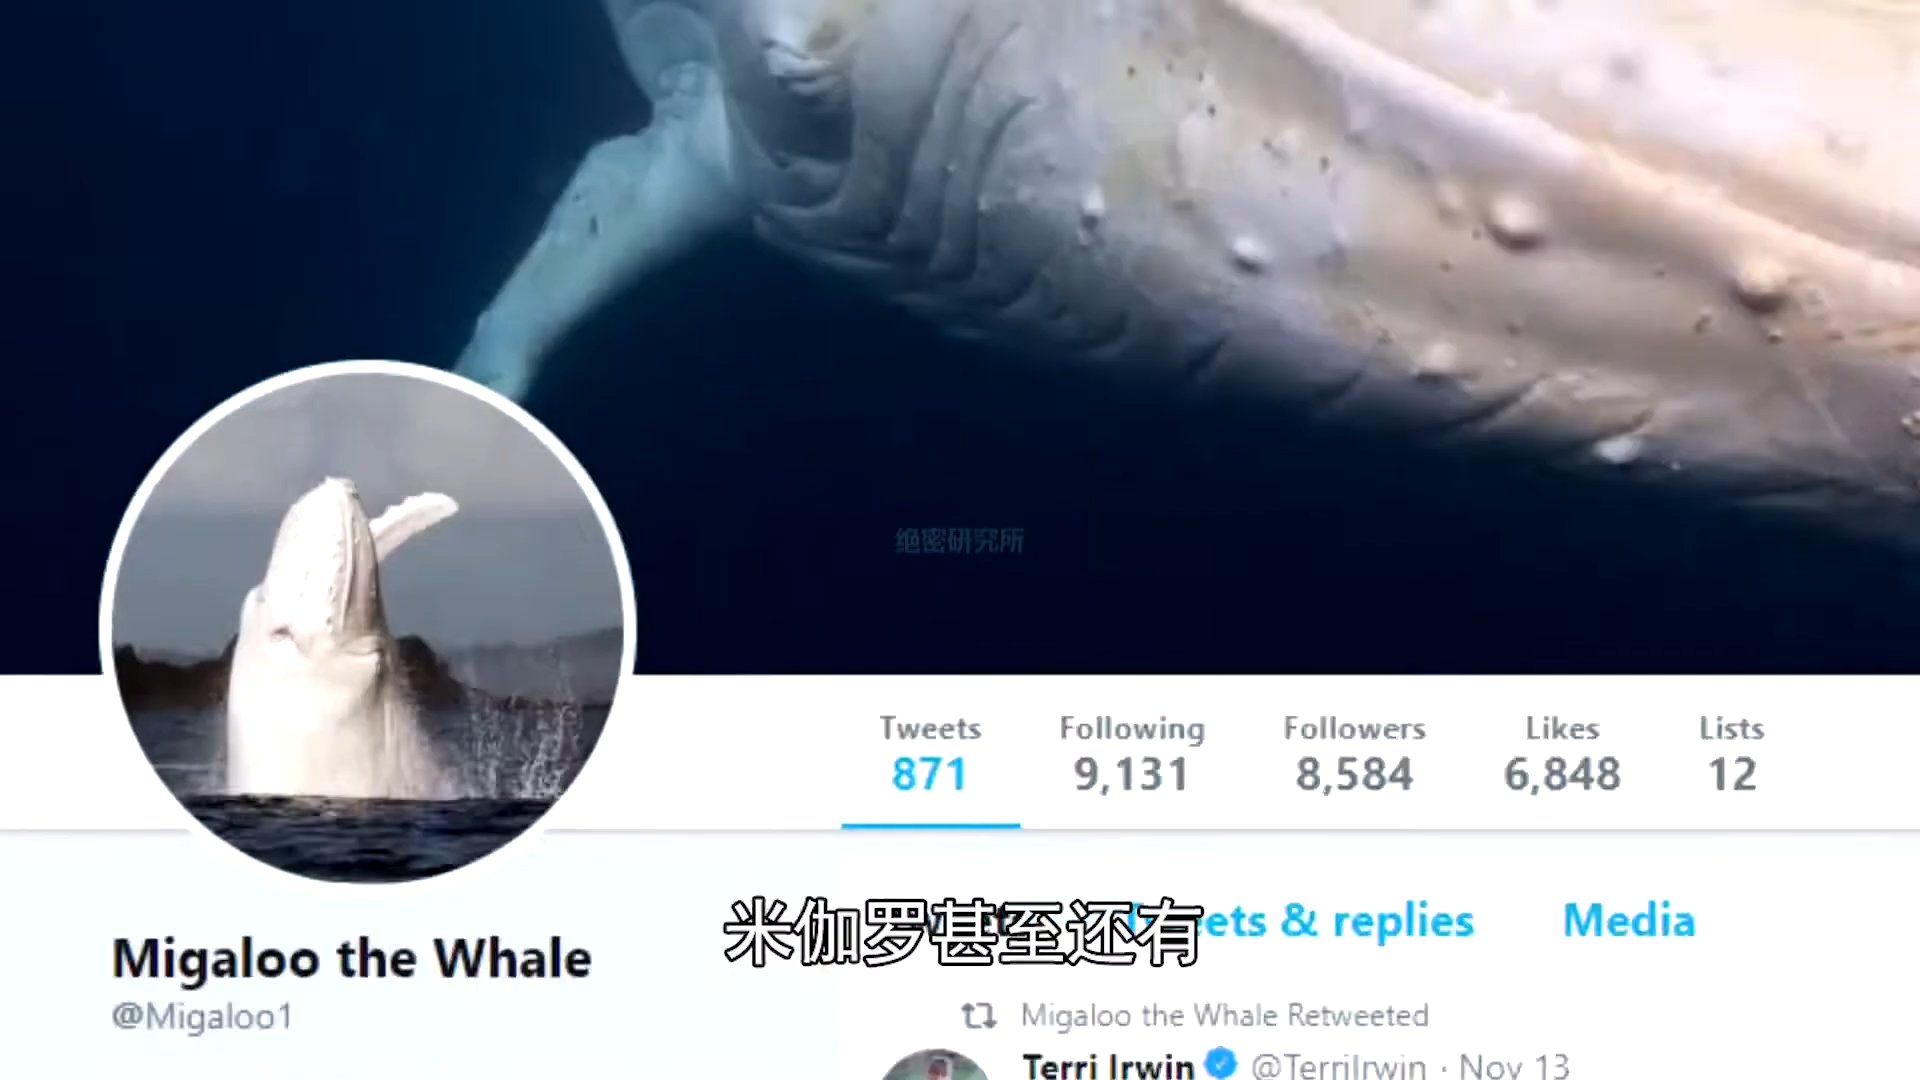 绝密研究所
Tweets Following Followers Likes Lists
871 9,131 8,584 6,848 12
Tweets & replies Media
米伽罗甚至还有
Migaloo the Whale
@Migaloo1
Migaloo the Whale Retweeted
Terri Irwin @TerriIrwin · Nov 13